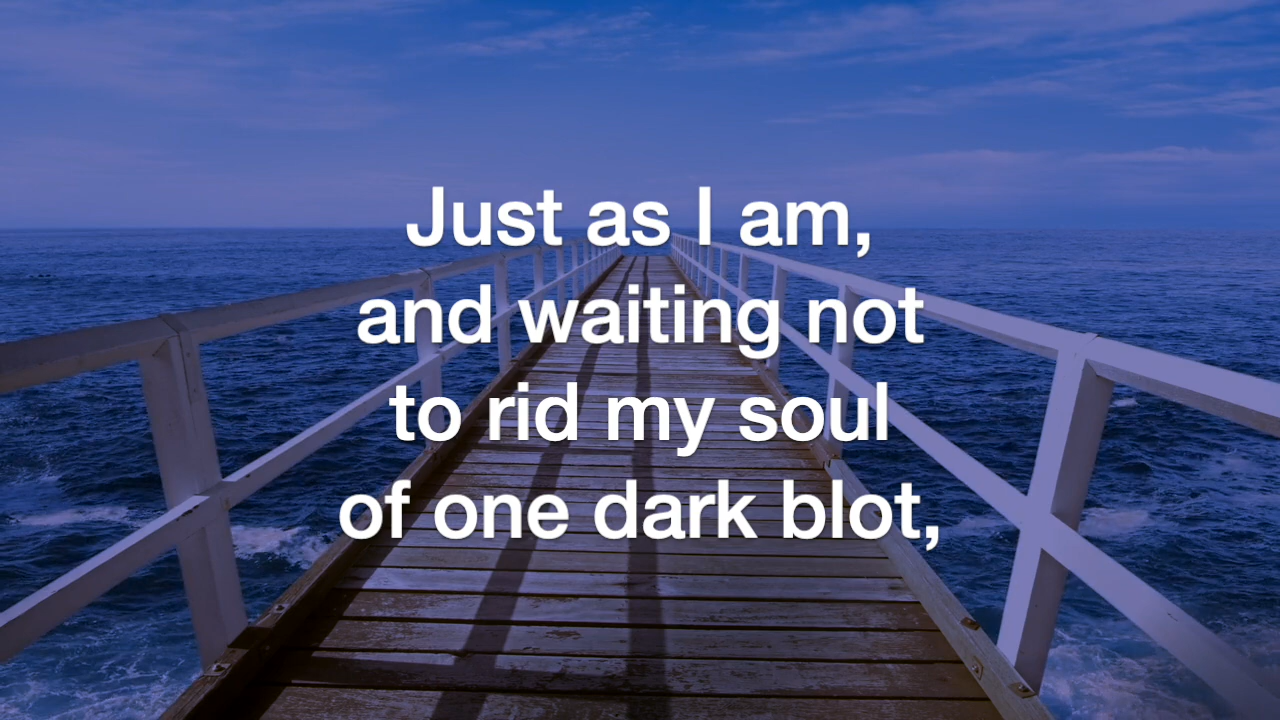 Just as I am,
and waiting not
to rid my soul
of one dark blot,